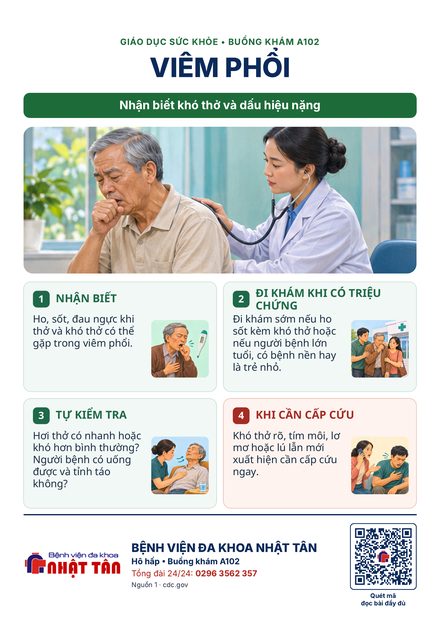 GIÁO DỤC SỨC KHỎE • BUỒNG KHÁM A102
VIÊM PHỔI
Nhận biết khó thở và dấu hiệu nặng
1 NHẬN BIẾT
Ho, sốt, đau ngực khi
thở và khó thở có thể
gặp trong viêm phổi.
2 ĐI KHÁM KHI CÓ TRIỆU
CHỨNG
Đi khám sớm nếu ho
sốt kèm khó thở hoặc
nếu người bệnh lớn
tuổi, có bệnh nền hay
là trẻ nhỏ.
3 TỰ KIỂM TRA
Hơi thở có nhanh hoặc
khó hơn bình thường?
Người bệnh có uống
được và tỉnh táo
không?
4 KHI CẦN CẤP CỨU
Khó thở rõ, tím môi, lơ
mơ hoặc lú lẫn mới
xuất hiện cần cấp cứu
ngay.
Bệnh viện đa khoa
NHẬT TÂN
BỆNH VIỆN ĐA KHOA NHẬT TÂN
Hô hấp • Buồng khám A102
Tổng đài 24/24: 0296 3562 357
Nguồn 1 · cdc.gov
Quét mã
đọc bài đầy đủ